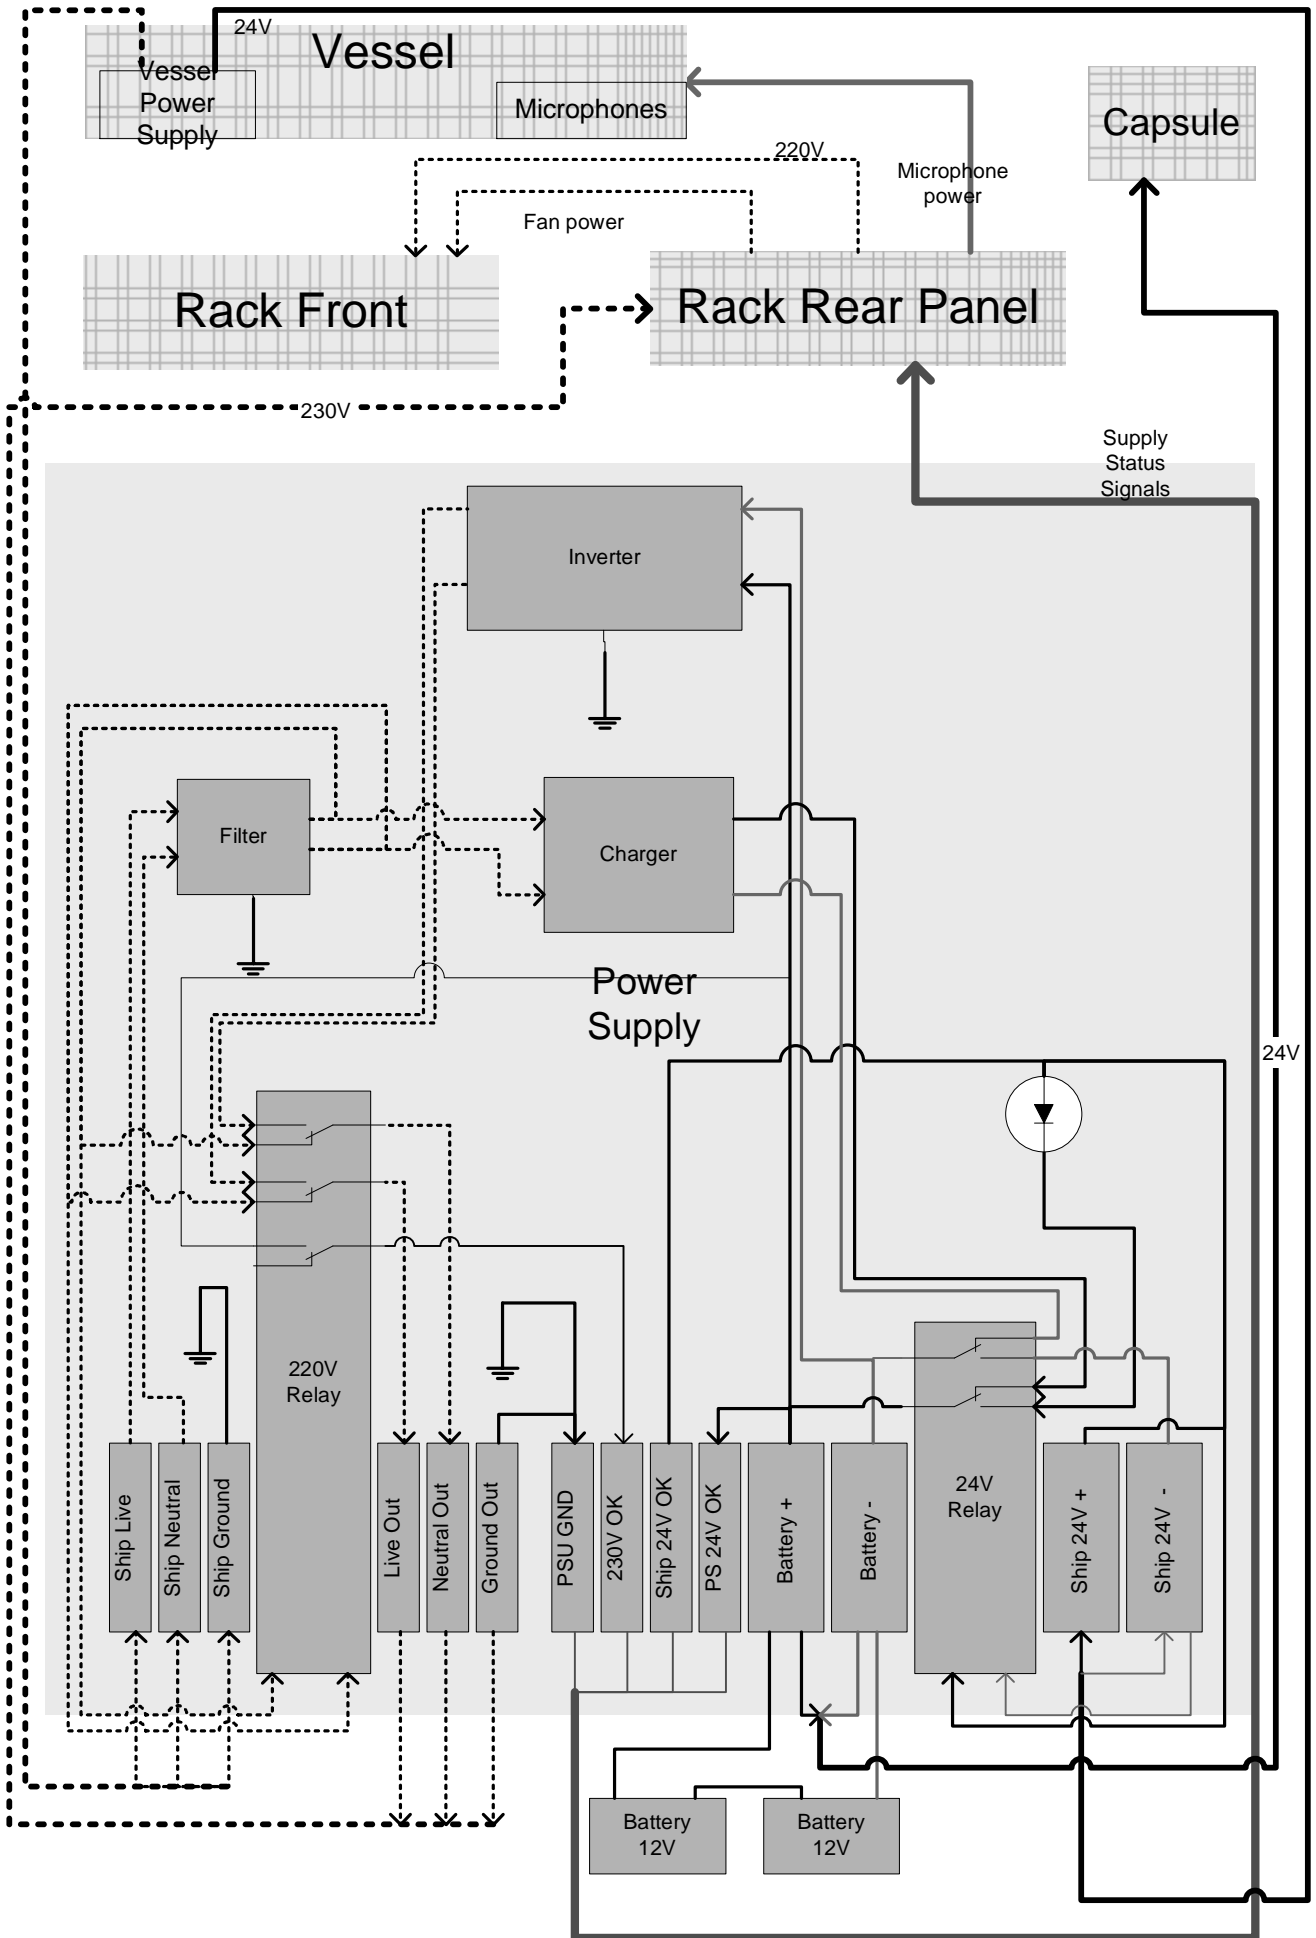 24V
Vessel
Vessel
Power
Supply
Microphones
Capsule
220V
Microphone
power
Fan power
Rack Front
Rack Rear Panel
230V
Supply
Status
Signals
Inverter
Filter
Charger
Power
Supply
24V
220V
Relay
24V
Relay
Ship Live
Ship Neutral
Ship Ground
Live Out
Neutral Out
Ground Out
PSU GND
230V OK
Ship 24V OK
PS 24V OK
Battery +
Battery -
Ship 24V +
Ship 24V -
Battery
12V
Battery
12V